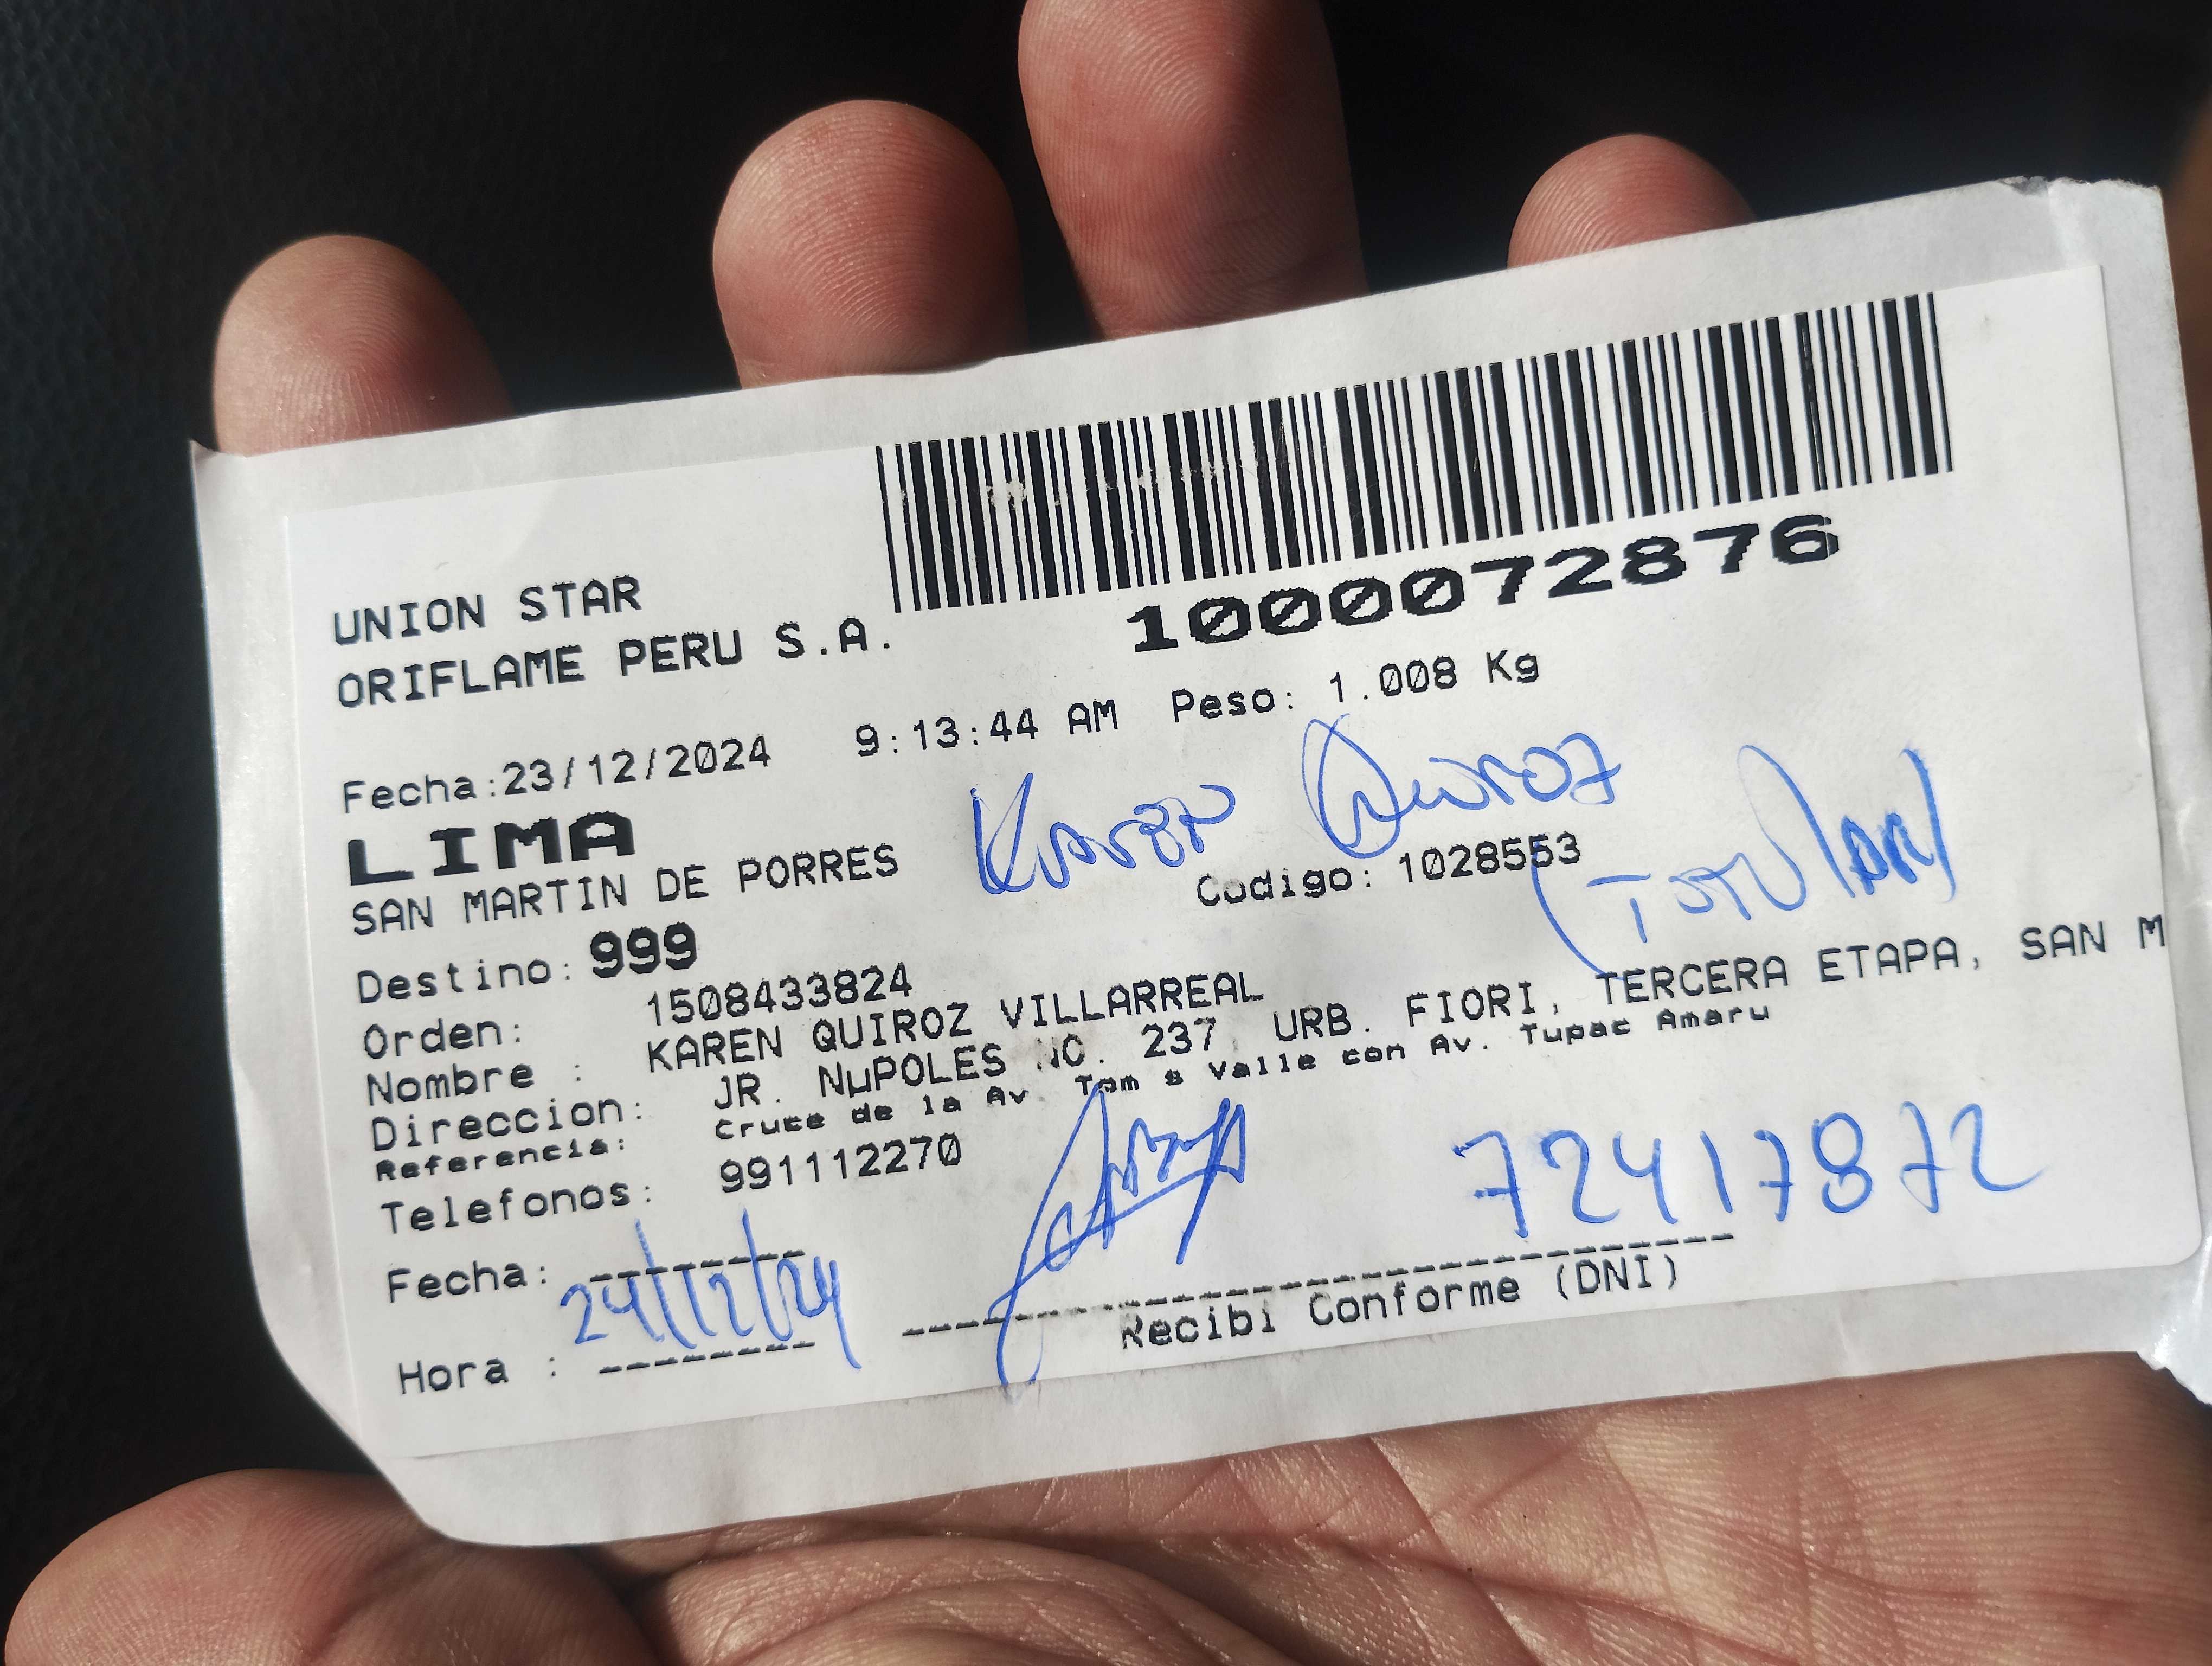 1000072876
UNION STAR
ORIFLAME PERU S.A.
Fecha:23/12/2024 9:13:44 AM Peso: 1.008 Kg
LIMA
Karen Quiroz
SAN MARTIN DE PORRES Codigo: 1028553
(Titular)
Destino: 999
Orden: 1508433824
Nombre : KAREN QUIROZ VILLARREAL
Direccion: JR. NµPOLES NO. 237, URB. FIORI, TERCERA ETAPA, SAN M
Referencia: Cruce de la Av. Tom s Valle con Av. Tupac Amaru
Telefonos: 991112270
72417872
Fecha: 24/12/24
Recibi Conforme (DNI)
Hora :